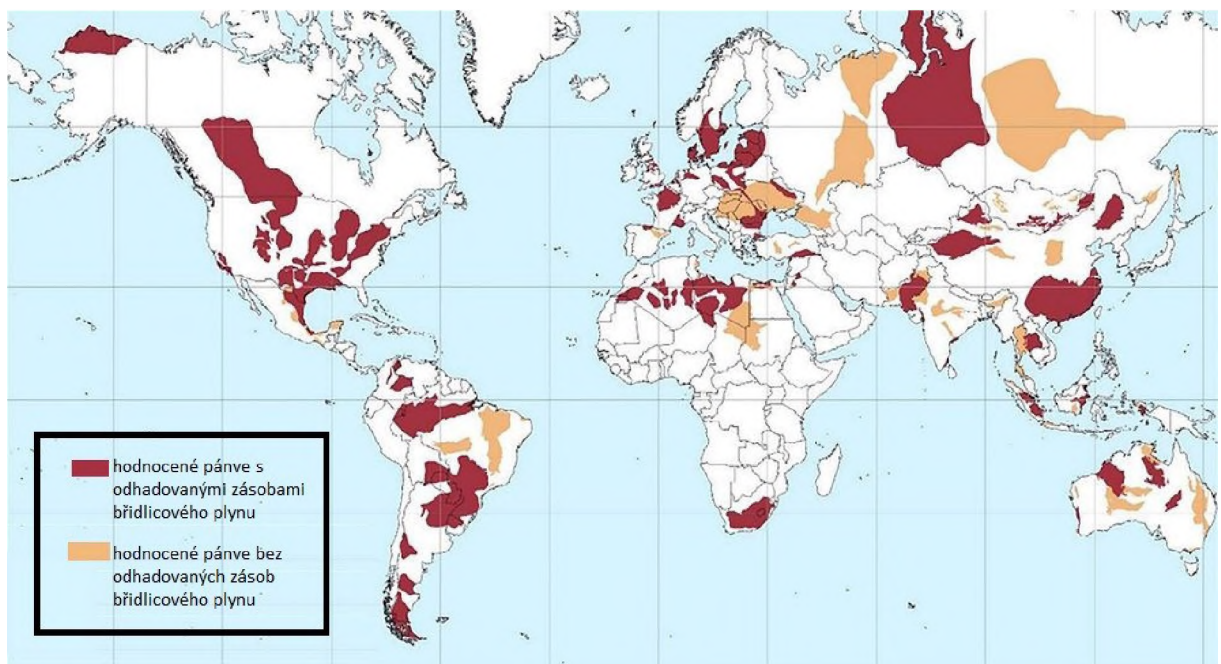 hodnocené pánve s
odhadovanými zásobami
břidlicového plynu
hodnocené pánve bez
odhadovaných zásob
břidlicového plynu